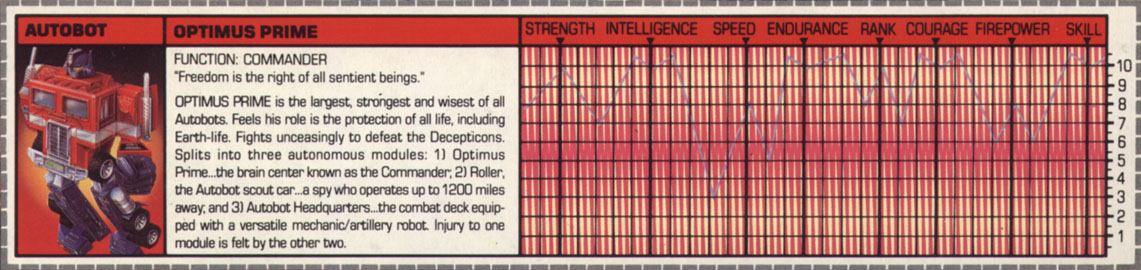 AUTOBOT
OPTIMUS PRIME
STRENGTH INTELLIGENCE SPEED ENDURANCE RANK COURAGE FIREPOWER SKILL
FUNCTION: COMMANDER
"Freedom is the right of all sentient beings."
OPTIMUS PRIME is the largest, strongest and wisest of all
Autobots. Feels his role is the protection of all life, including
Earth-life. Fights unceasingly to defeat the Decepticons.
Splits into three autonomous modules: 1) Optimus
Prime...the brain center known as the Commander; 2) Roller,
the Autobot scout car...a spy who operates up to 1200 miles
away; and 3) Autobot Headquarters...the combat deck equip-
ped with a versatile mechanic/artillery robot. Injury to one
module is felt by the other two.
10
9
8
7
6
5
4
3
2
1